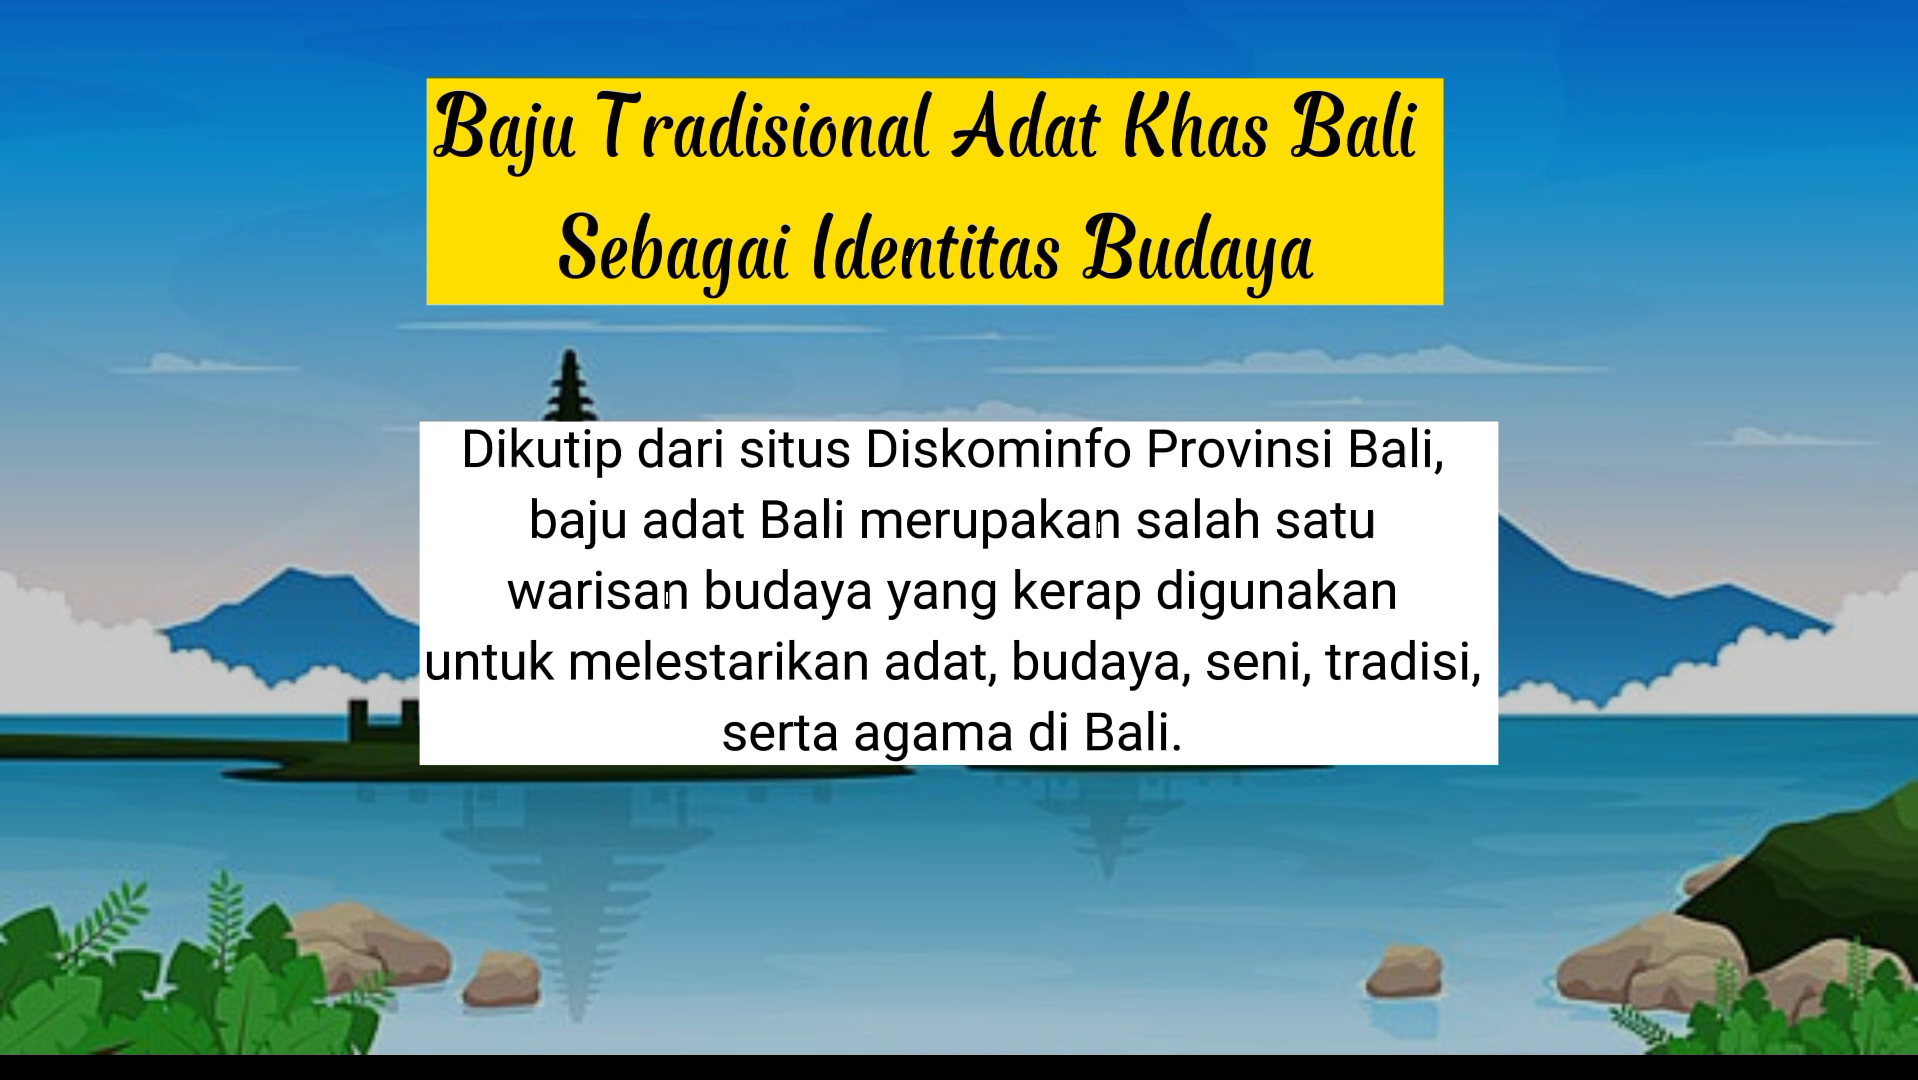 Baju Tradisional Adat Khas Bali
Sebagai Identitas Budaya
Dikutip dari situs Diskominfo Provinsi Bali,
baju adat Bali merupakan salah satu
warisan budaya yang kerap digunakan
untuk melestarikan adat, budaya, seni, tradisi,
serta agama di Bali.